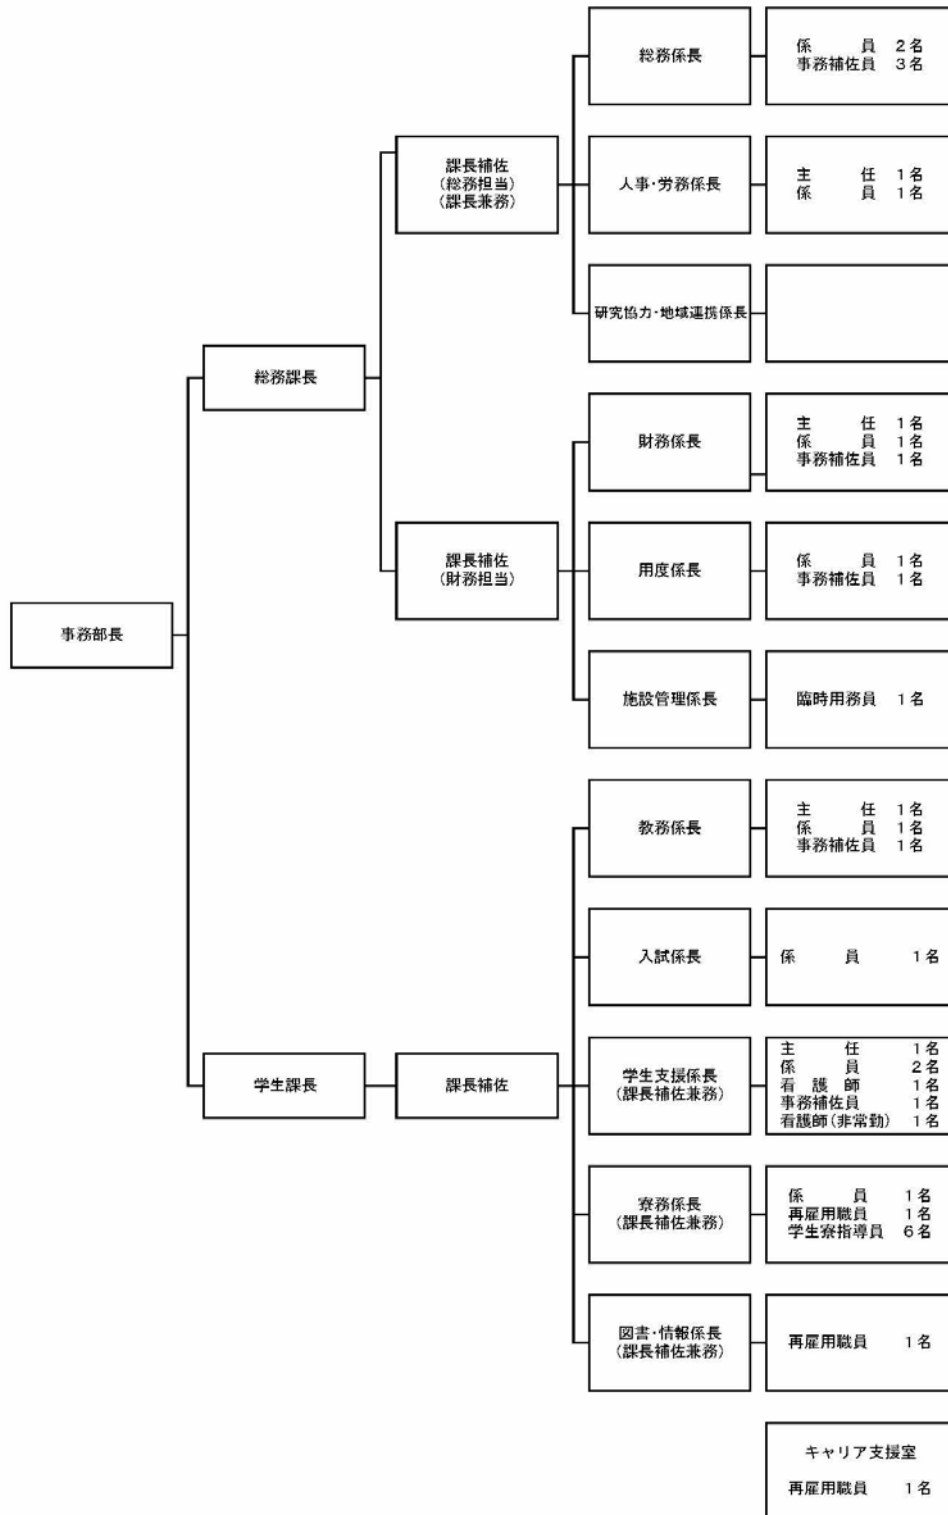 総務係長
係　　　員　2名
事務補佐員　3名
課長補佐
(総務担当)
(課長兼務)
人事・労務係長
主　　　任　1名
係　　　員　1名
研究協力・地域連携係長
総務課長
財務係長
主　　　任　1名
係　　　員　1名
事務補佐員　1名
課長補佐
(財務担当)
用度係長
係　　　員　1名
事務補佐員　1名
事務部長
施設管理係長
臨時用務員　1名
教務係長
主　　　任　1名
係　　　員　1名
事務補佐員　1名
入試係長
係　　　員　　　1名
学生課長
課長補佐
学生支援係長
(課長補佐兼務)
主　　　任　　　1名
係　　　員　　　2名
看　護　師　　　1名
事務補佐員　　　1名
看護師(非常勤)　1名
寮務係長
(課長補佐兼務)
係　　　員　　1名
再雇用職員　　1名
学生寮指導員　6名
図書・情報係長
(課長補佐兼務)
再雇用職員　　1名
キャリア支援室
再雇用職員　　1名